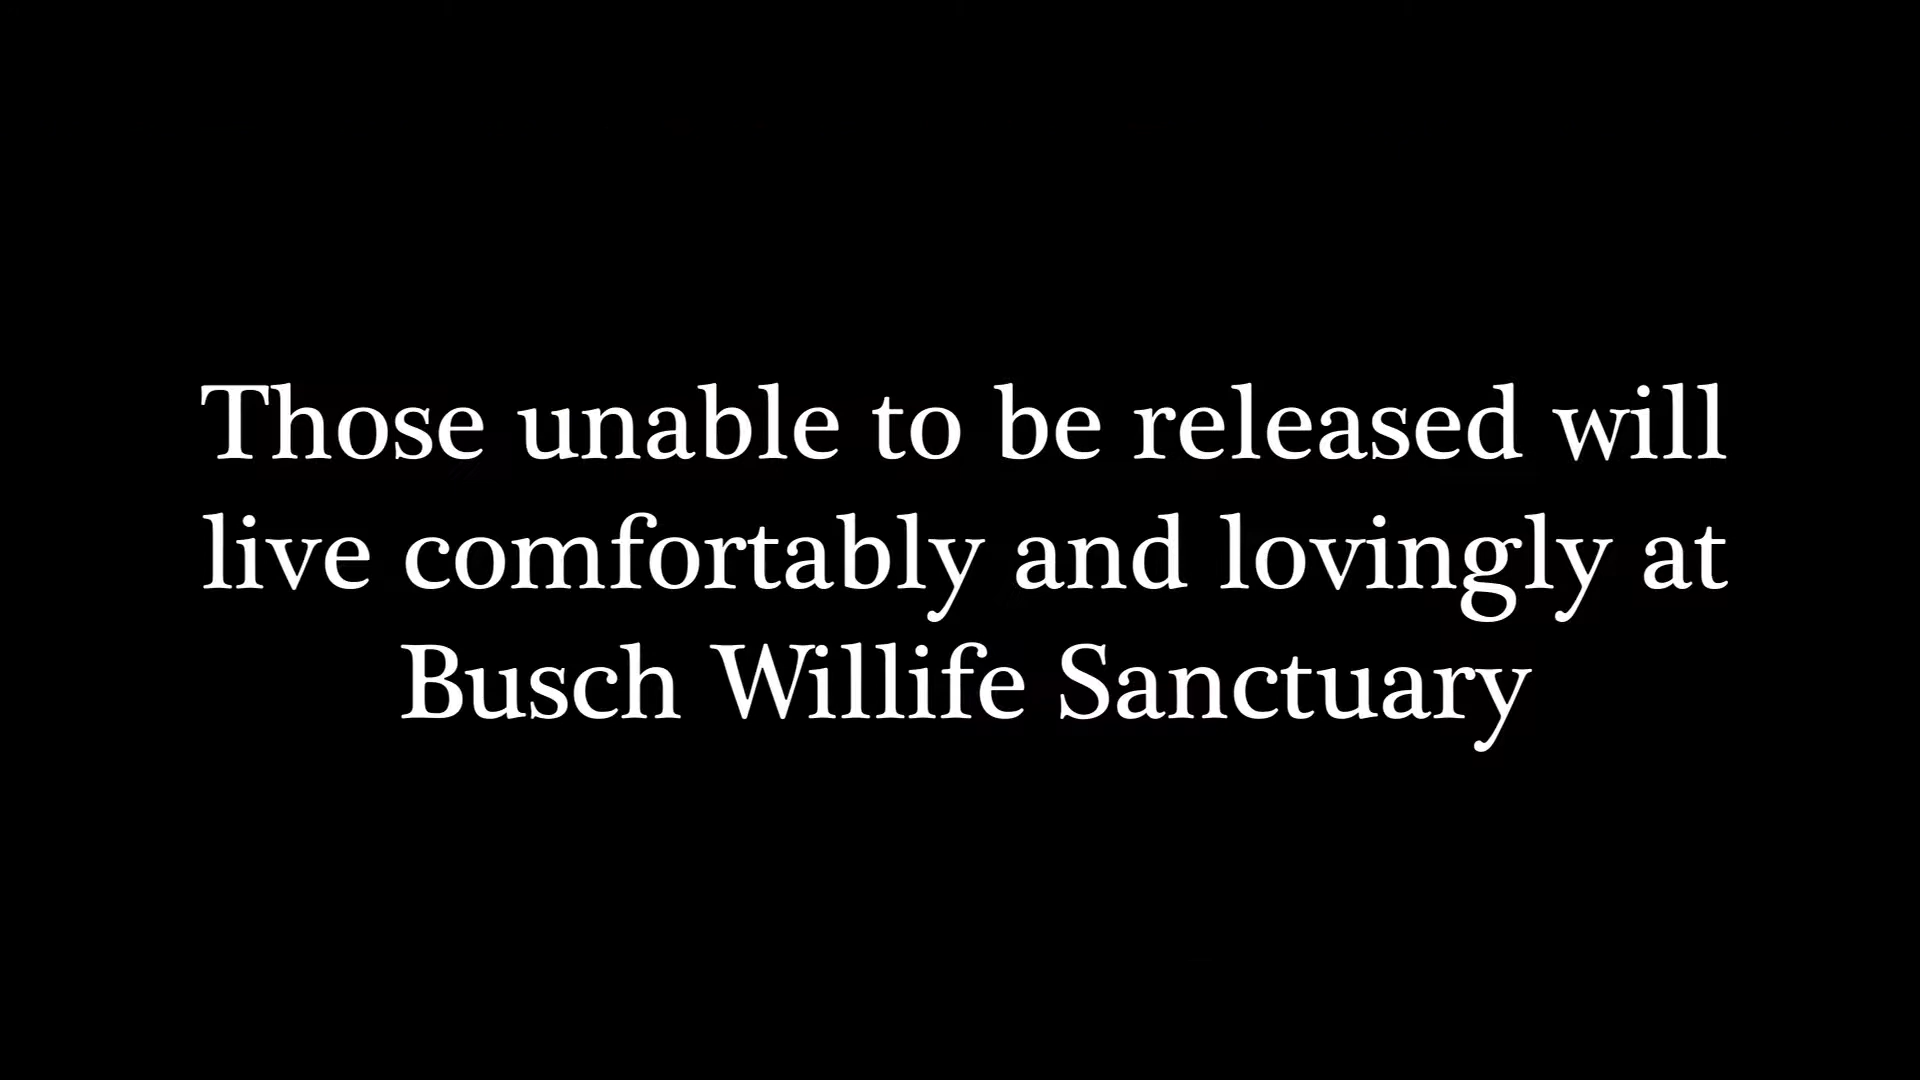 Those unable to be released will
live comfortably and lovingly at
Busch Willife Sanctuary